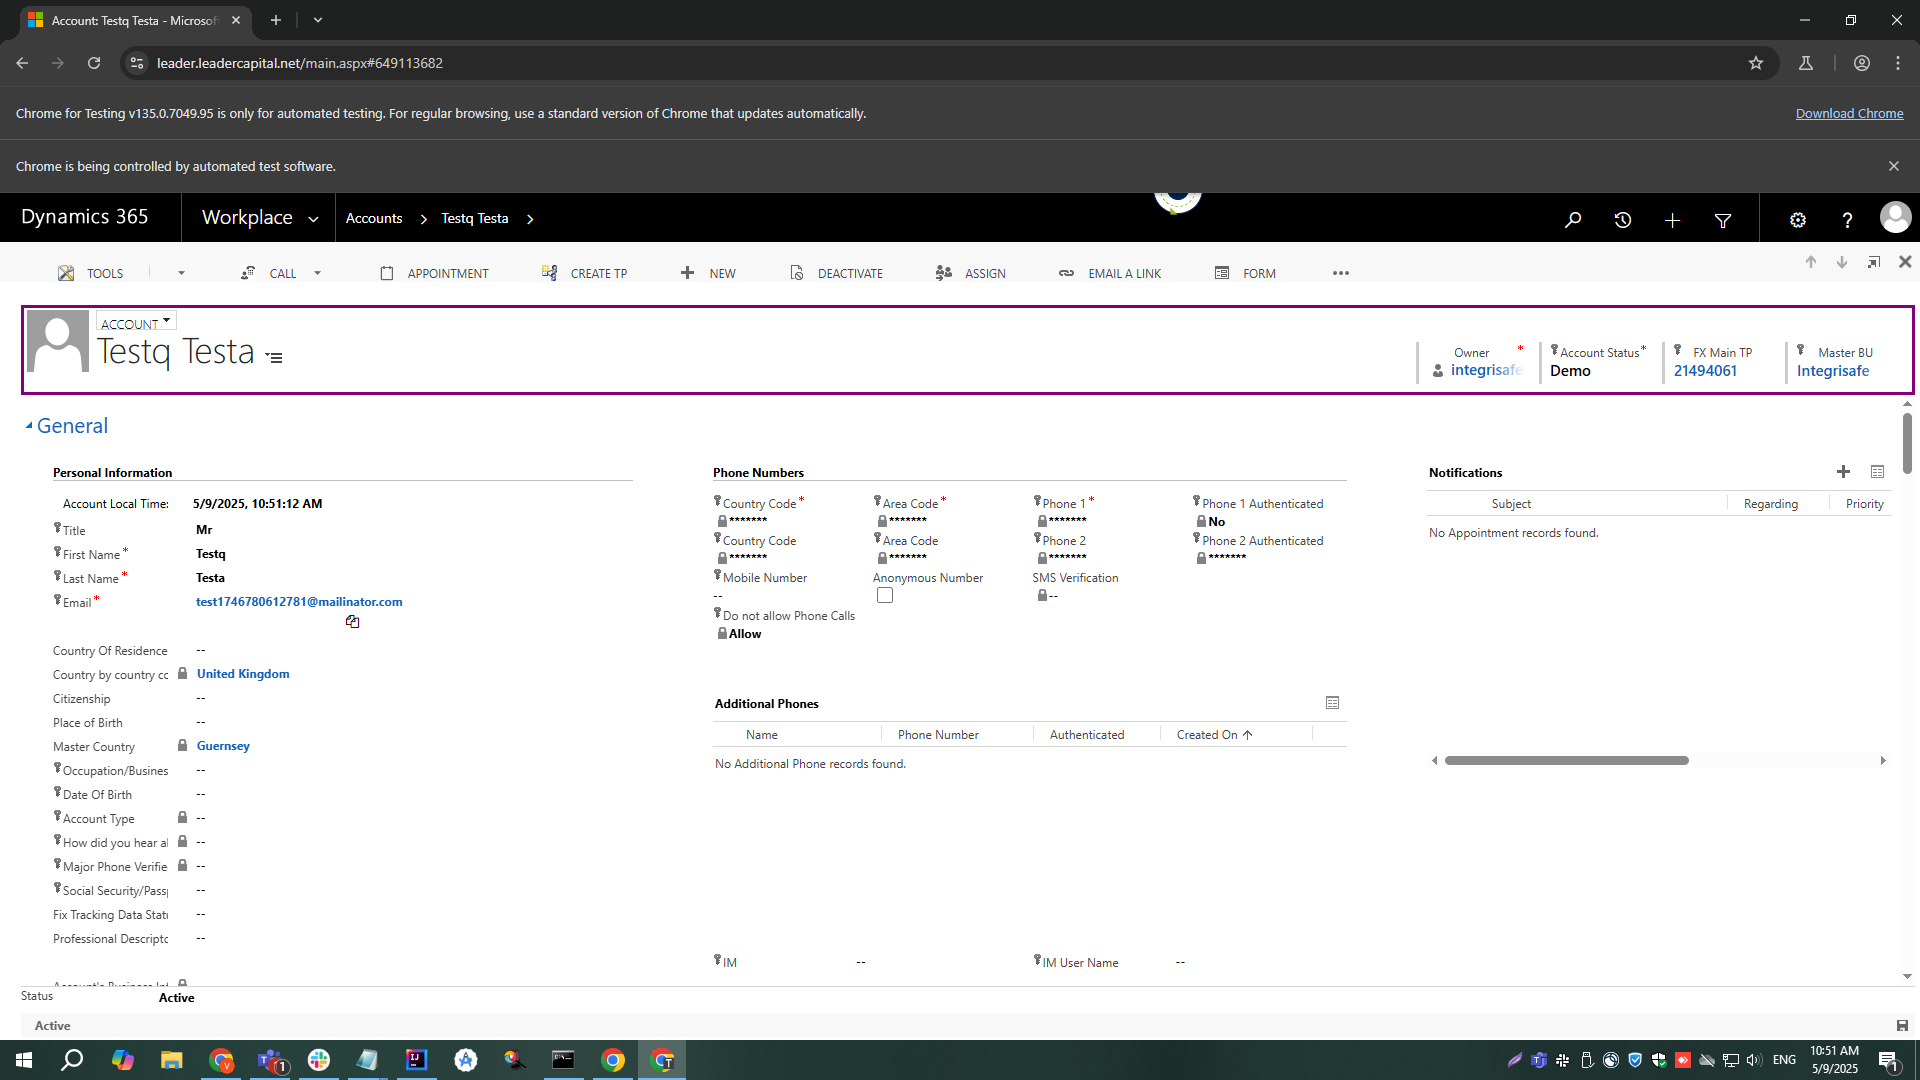 Account: Testq Testa - Microsof
leader.leadercapital.net/main.aspx#649113682
Chrome for Testing v135.0.7049.95 is only for automated testing. For regular browsing, use a standard version of Chrome that updates automatically.
Download Chrome
Chrome is being controlled by automated test software.
Dynamics 365
Workplace
Accounts
Testq Testa
TOOLS
CALL
APPOINTMENT
CREATE TP
NEW
DEACTIVATE
ASSIGN
EMAIL A LINK
FORM
ACCOUNT
Testq Testa
Owner *
integrisafe
Account Status *
Demo
FX Main TP
21494061
Master BU
Integrisafe
General
Personal Information
Account Local Time: 5/9/2025, 10:51:12 AM
Title Mr
First Name * Testq
Last Name * Testa
Email * test1746780612781@mailinator.com
Country Of Residence --
Country by country cc United Kingdom
Citizenship --
Place of Birth --
Master Country Guernsey
Occupation/Busines --
Date Of Birth --
Account Type --
How did you hear a --
Major Phone Verifie --
Social Security/Pass --
Fix Tracking Data Stat --
Professional Descripto --
Phone Numbers
Country Code * Area Code * Phone 1 * Phone 1 Authenticated
******* ******* ******* No
Country Code Area Code Phone 2 Phone 2 Authenticated
******* ******* ******* *******
Mobile Number Anonymous Number SMS Verification
-- --
Do not allow Phone Calls
Allow
Additional Phones
Name Phone Number Authenticated Created On
No Additional Phone records found.
IM -- IM User Name --
Notifications
Subject Regarding Priority
No Appointment records found.
Status Active
Active
ENG
10:51 AM
5/9/2025
1
1